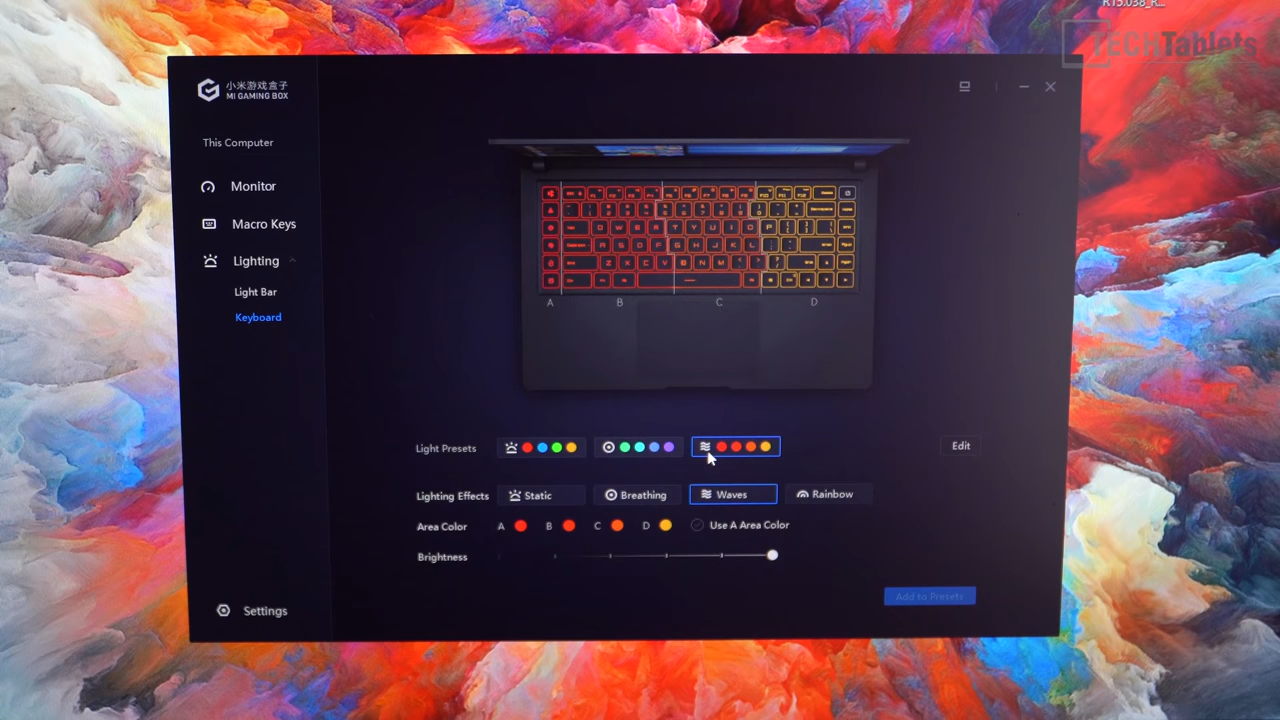 R15.038_R...
TECHTablets
小米游戏盒子
MI GAMING BOX
This Computer
Monitor
Macro Keys
Lighting
Light Bar
Keyboard
Settings
A B C D
Light Presets
Edit
Lighting Effects Static Breathing Waves Rainbow
Area Color A B C D Use A Area Color
Brightness
Add to Presets